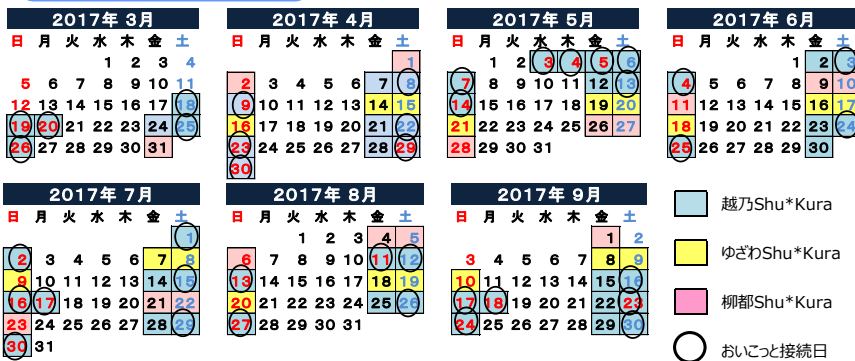 2017年 3月
日 月 火 水 木 金 土
1 2 3 4
5 6 7 8 9 10 11
12 13 14 15 16 17 18
19 20 21 22 23 24 25
26 27 28 29 30 31
2017年 4月
日 月 火 水 木 金 土
1
2 3 4 5 6 7 8
9 10 11 12 13 14 15
16 17 18 19 20 21 22
23 24 25 26 27 28 29
30
2017年 5月
日 月 火 水 木 金 土
1 2 3 4 5 6
7 8 9 10 11 12 13
14 15 16 17 18 19 20
21 22 23 24 25 26 27
28 29 30 31
2017年 6月
日 月 火 水 木 金 土
1 2 3
4 5 6 7 8 9 10
11 12 13 14 15 16 17
18 19 20 21 22 23 24
25 26 27 28 29 30
2017年 7月
日 月 火 水 木 金 土
1
2 3 4 5 6 7 8
9 10 11 12 13 14 15
16 17 18 19 20 21 22
23 24 25 26 27 28 29
30 31
2017年 8月
日 月 火 水 木 金 土
1 2 3 4 5
6 7 8 9 10 11 12
13 14 15 16 17 18 19
20 21 22 23 24 25 26
27 28 29 30 31
2017年 9月
日 月 火 水 木 金 土
1 2
3 4 5 6 7 8 9
10 11 12 13 14 15 16
17 18 19 20 21 22 23
24 25 26 27 28 29 30
越乃Shu*Kura
ゆざわShu*Kura
柳都Shu*Kura
おいこっと接続日